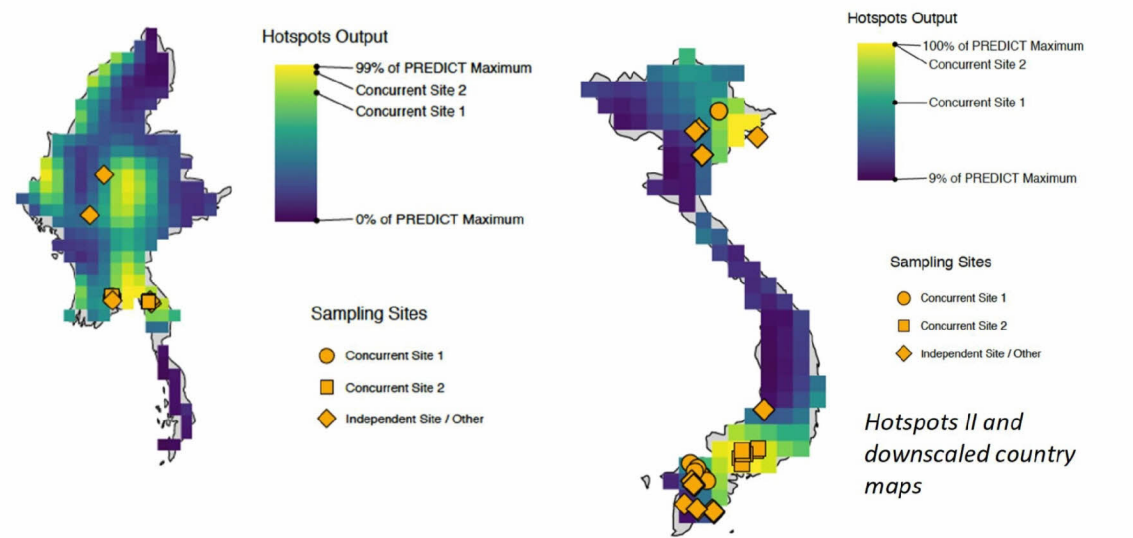 Hotspots Output
99% of PREDICT Maximum
Concurrent Site 2
Concurrent Site 1
0% of PREDICT Maximum
Sampling Sites
Concurrent Site 1
Concurrent Site 2
Independent Site / Other
Hotspots Output
100% of PREDICT Maximum
Concurrent Site 2
Concurrent Site 1
9% of PREDICT Maximum
Sampling Sites
Concurrent Site 1
Concurrent Site 2
Independent Site / Other
Hotspots II and
downscaled country
maps